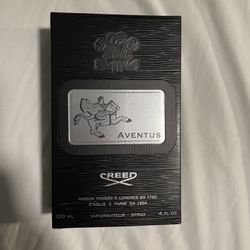 AVENTUS
CREED
MAISON FONDÉE À LONDRES EN 1760
ÉTABLIE À PARIS EN 1854
120 ML VAPORISATEUR - SPRAY 4 FL OZ